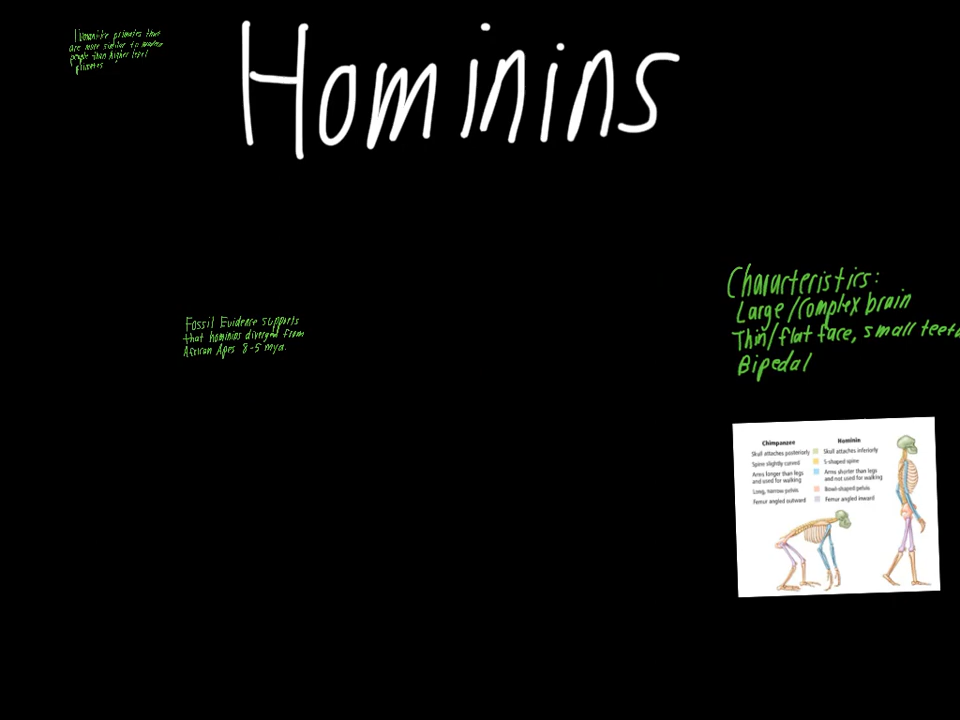 Hominins
Humanlike primates that
are more similar to modern
people than higher level
primates
Fossil Evidence supports
that hominins diverged from
African Apes 8-5 mya.
Characteristics:
Large/Complex brain
Thin/flat face, small teeth
Bipedal
Chimpanzee
Hominin
Skull attaches posteriorly
Skull attaches inferiorly
Spine slightly curved
S-shaped spine
Arms longer than legs
and used for walking
Arms shorter than legs
and not used for walking
Long, narrow pelvis
Bowl-shaped pelvis
Femur angled outward
Femur angled inward